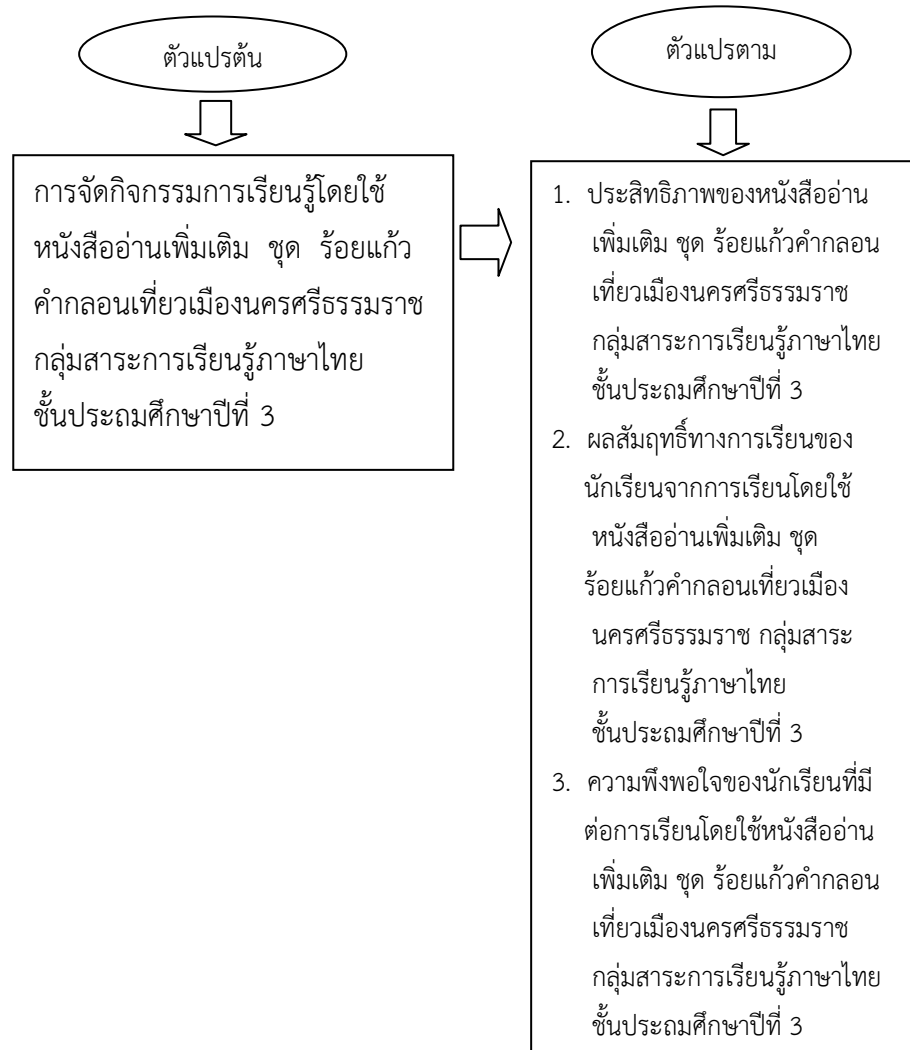 ตัวแปรต้น
การจัดกิจกรรมการเรียนรู้โดยใช้
หนังสืออ่านเพิ่มเติม ชุด ร้อยแก้ว
คำกลอนเที่ยวเมืองนครศรีธรรมราช
กลุ่มสาระการเรียนรู้ภาษาไทย
ชั้นประถมศึกษาปีที่ 3
ตัวแปรตาม
1. ประสิทธิภาพของหนังสืออ่าน
เพิ่มเติม ชุด ร้อยแก้วคำกลอน
เที่ยวเมืองนครศรีธรรมราช
กลุ่มสาระการเรียนรู้ภาษาไทย
ชั้นประถมศึกษาปีที่ 3
2. ผลสัมฤทธิ์ทางการเรียนของ
นักเรียนจากการเรียนโดยใช้
หนังสืออ่านเพิ่มเติม ชุด
ร้อยแก้วคำกลอนเที่ยวเมือง
นครศรีธรรมราช กลุ่มสาระ
การเรียนรู้ภาษาไทย
ชั้นประถมศึกษาปีที่ 3
3. ความพึงพอใจของนักเรียนที่มี
ต่อการเรียนโดยใช้หนังสืออ่าน
เพิ่มเติม ชุด ร้อยแก้วคำกลอน
เที่ยวเมืองนครศรีธรรมราช
กลุ่มสาระการเรียนรู้ภาษาไทย
ชั้นประถมศึกษาปีที่ 3